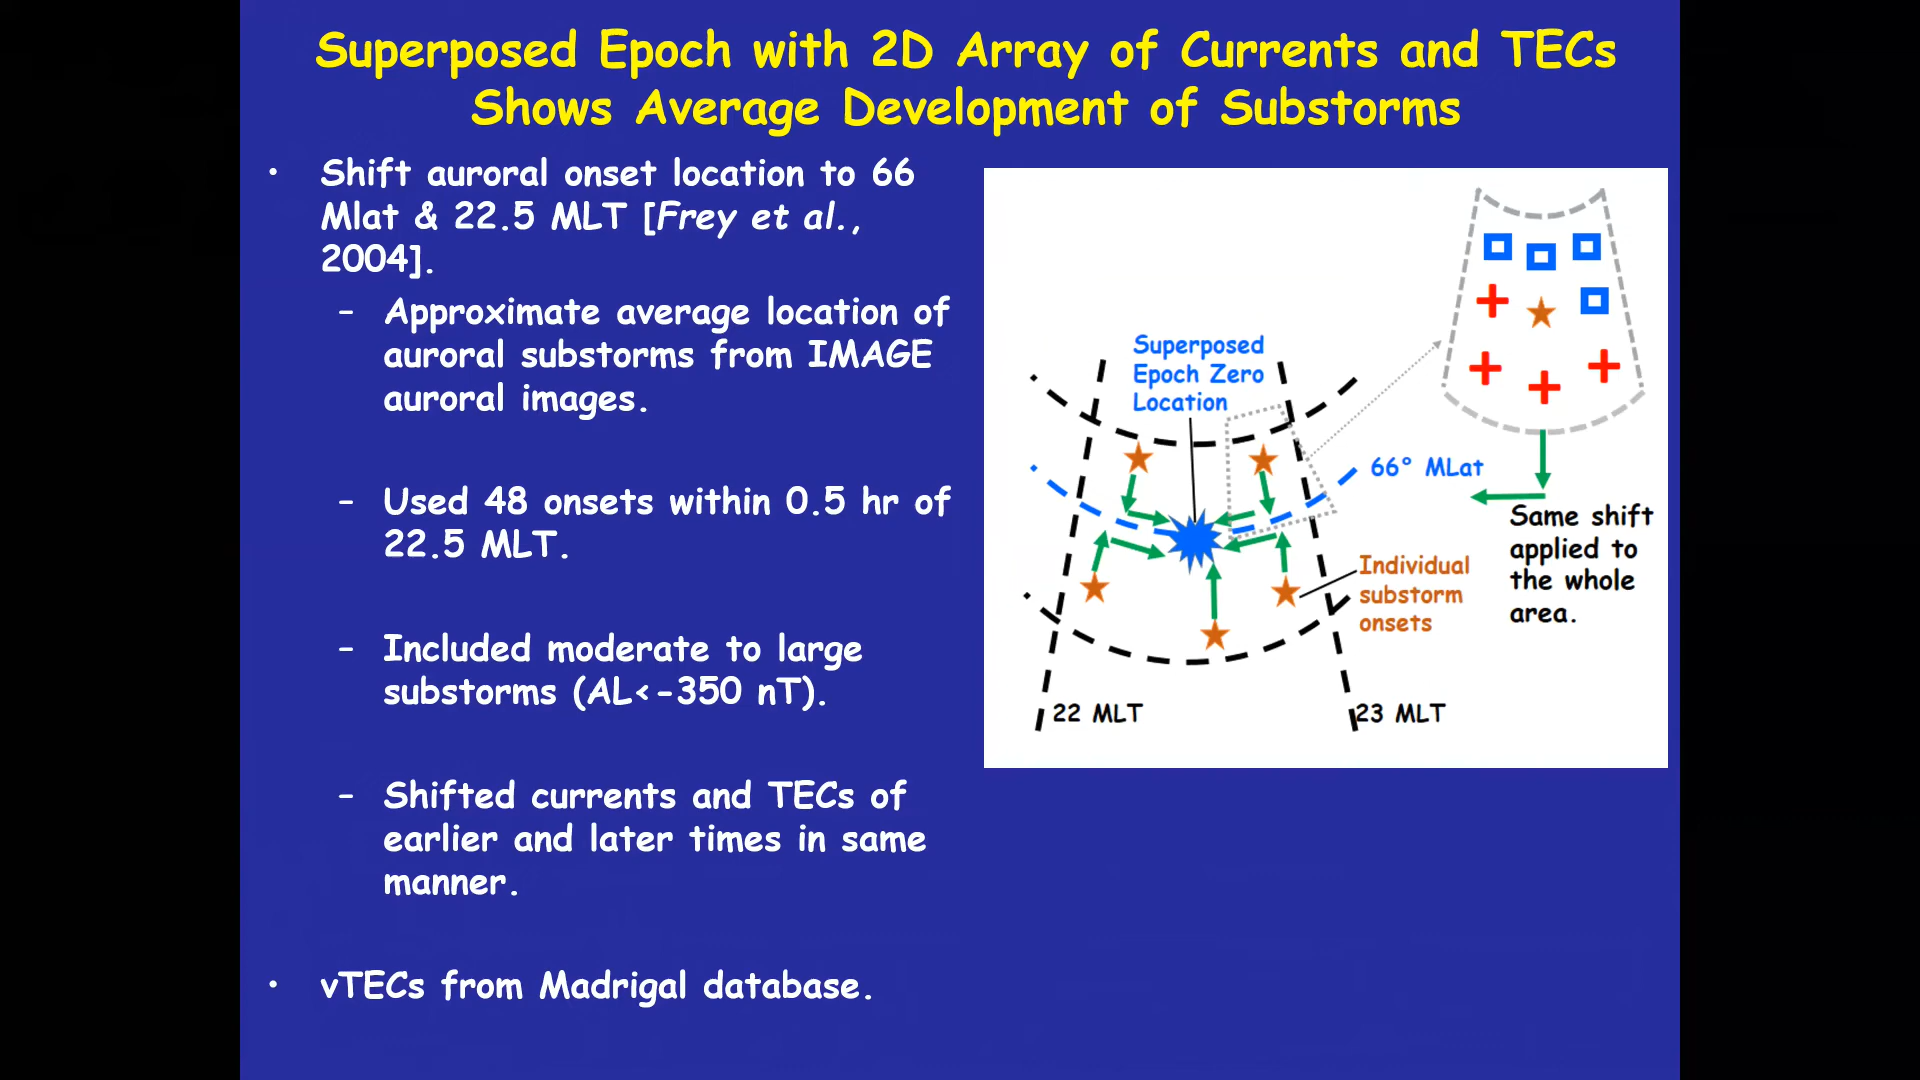 Superposed Epoch with 2D Array of Currents and TECs
Shows Average Development of Substorms
• Shift auroral onset location to 66
Mlat & 22.5 MLT [Frey et al.,
2004].
– Approximate average location of
auroral substorms from IMAGE
auroral images.
– Used 48 onsets within 0.5 hr of
22.5 MLT.
– Included moderate to large
substorms (AL<-350 nT).
– Shifted currents and TECs of
earlier and later times in same
manner.
• vTECs from Madrigal database.
Superposed
Epoch Zero
Location
66° MLat
Same shift
applied to
the whole
area.
Individual
substorm
onsets
22 MLT
23 MLT